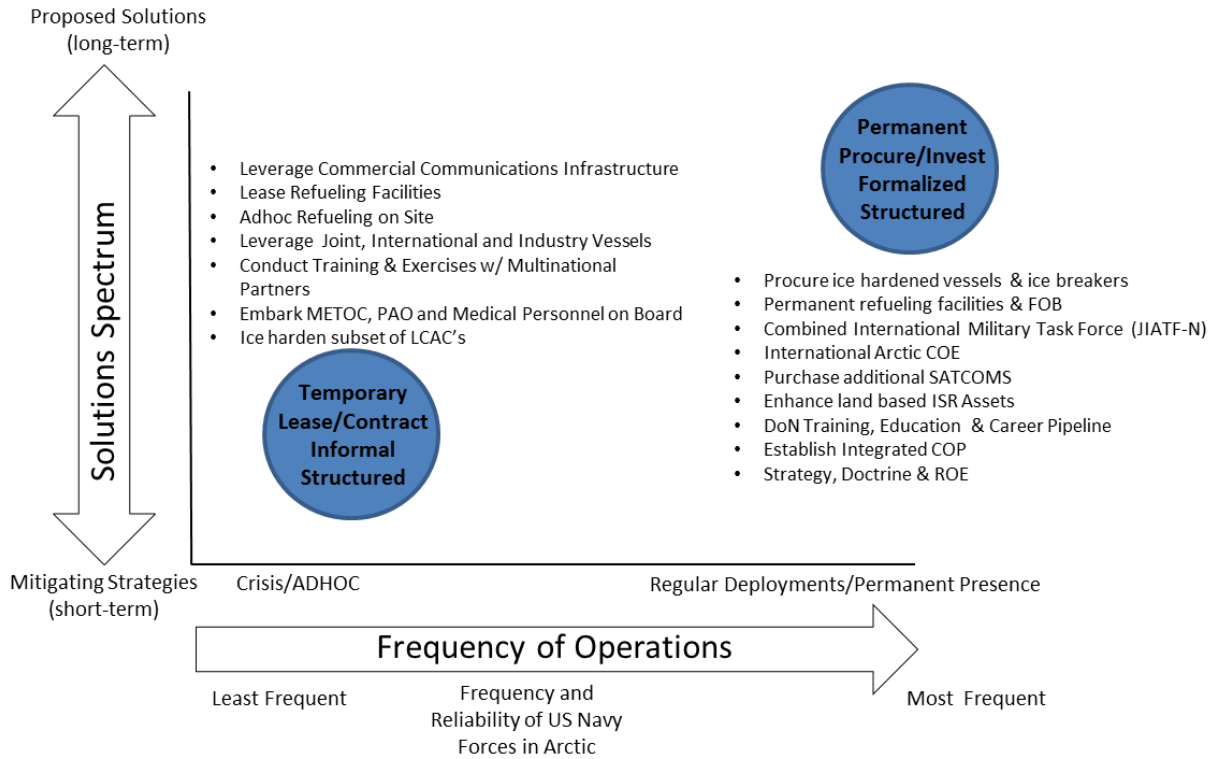 Proposed Solutions
(long-term)
Solutions Spectrum
Mitigating Strategies
(short-term)
• Leverage Commercial Communications Infrastructure
• Lease Refueling Facilities
• Adhoc Refueling on Site
• Leverage Joint, International and Industry Vessels
• Conduct Training & Exercises w/ Multinational
Partners
• Embark METOC, PAO and Medical Personnel on Board
• Ice harden subset of LCAC's
Temporary
Lease/Contract
Informal
Structured
Permanent
Procure/Invest
Formalized
Structured
• Procure ice hardened vessels & ice breakers
• Permanent refueling facilities & FOB
• Combined International Military Task Force (JIATF-N)
• International Arctic COE
• Purchase additional SATCOMS
• Enhance land based ISR Assets
• DoN Training, Education & Career Pipeline
• Establish Integrated COP
• Strategy, Doctrine & ROE
Crisis/ADHOC
Regular Deployments/Permanent Presence
Frequency of Operations
Least Frequent
Frequency and
Reliability of US Navy
Forces in Arctic
Most Frequent